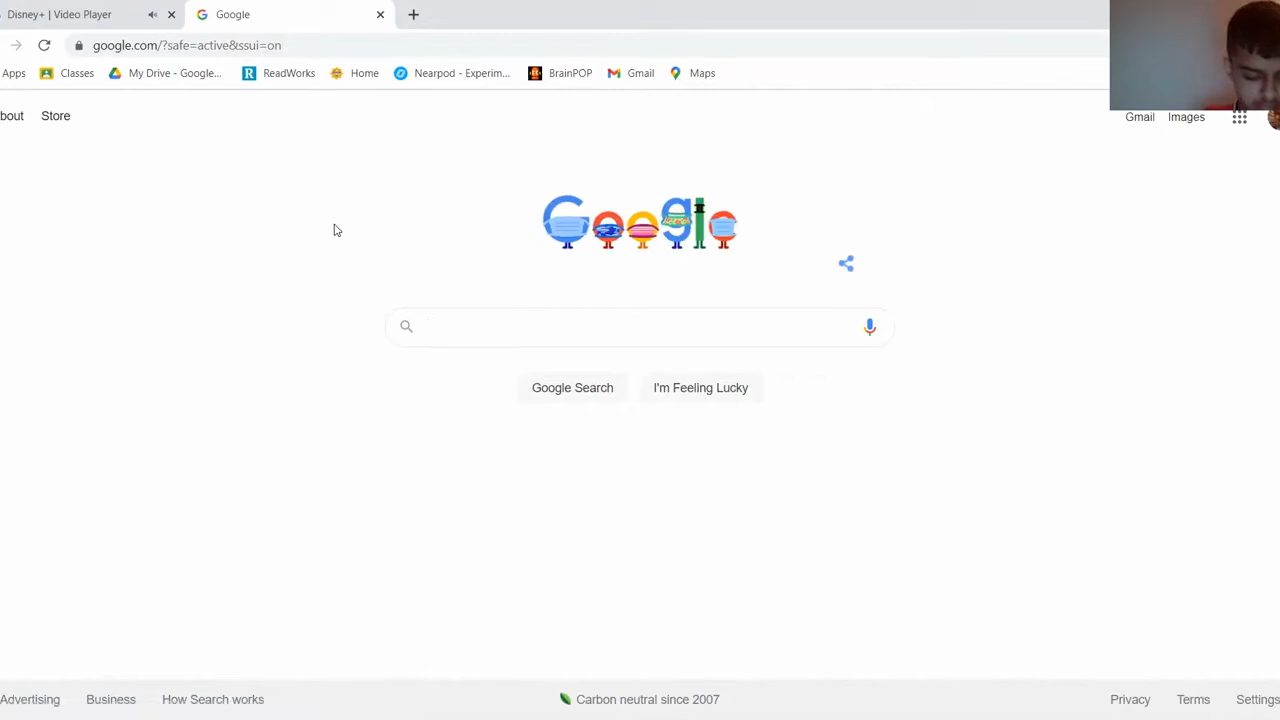 Disney+ | Video Player
Google
google.com/?safe=active&ssui=on
Apps Classes My Drive - Google... ReadWorks Home Nearpod - Experim... BrainPOP Gmail Maps
bout Store Gmail Images
Google
Google Search I'm Feeling Lucky
Advertising Business How Search works Carbon neutral since 2007 Privacy Terms Settings